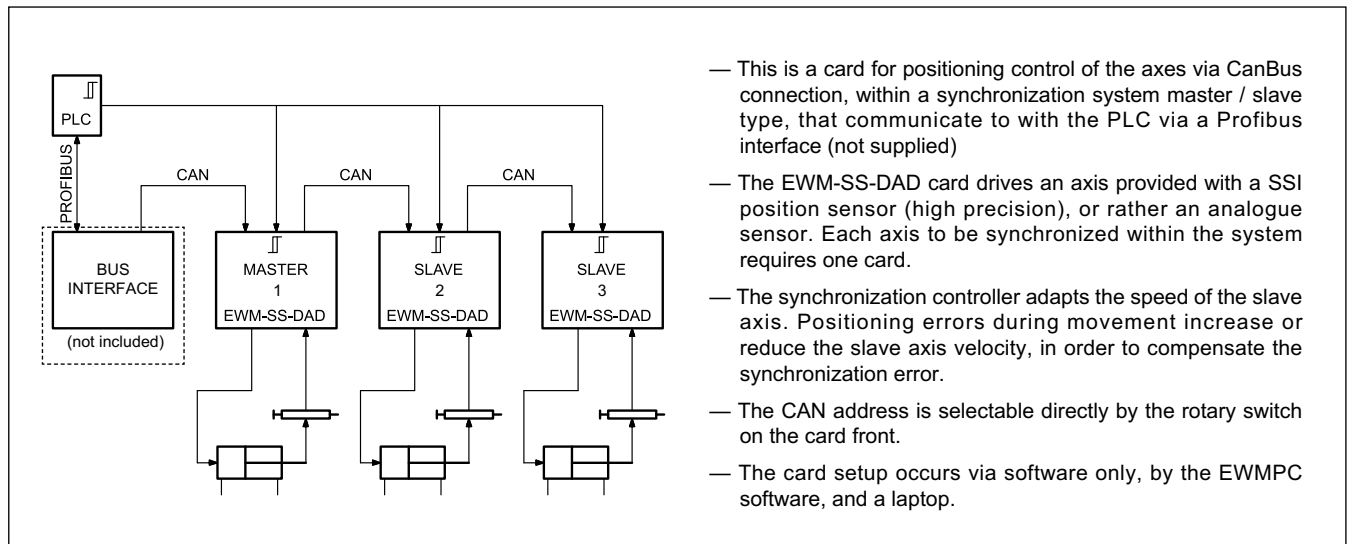 PLC
PROFIBUS
CAN
CAN
CAN
BUS
INTERFACE
(not included)
MASTER
1
EWM-SS-DAD
SLAVE
2
EWM-SS-DAD
SLAVE
3
EWM-SS-DAD
— This is a card for positioning control of the axes via CanBus
connection, within a synchronization system master / slave
type, that communicate to with the PLC via a Profibus
interface (not supplied)
— The EWM-SS-DAD card drives an axis provided with a SSI
position sensor (high precision), or rather an analogue
sensor. Each axis to be synchronized within the system
requires one card.
— The synchronization controller adapts the speed of the slave
axis. Positioning errors during movement increase or
reduce the slave axis velocity, in order to compensate the
synchronization error.
— The CAN address is selectable directly by the rotary switch
on the card front.
— The card setup occurs via software only, by the EWMPC
software, and a laptop.